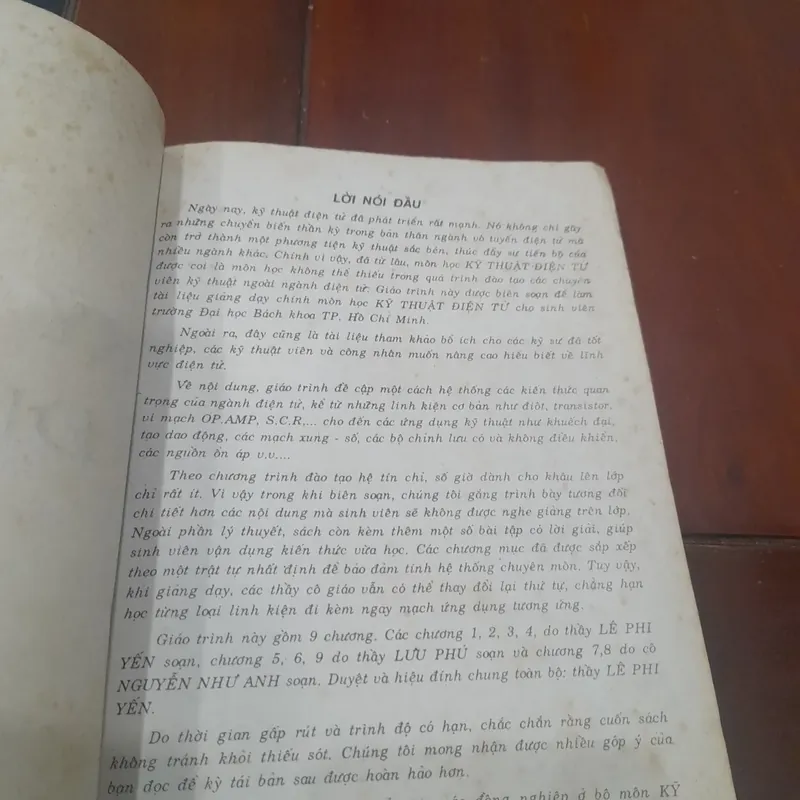 LỜI NÓI ĐẦU
Ngày nay, kỹ thuật điện tử đã phát triển rất mạnh. Nó không chỉ gây
ra những chuyển biến thần kỳ trong bản thân ngành vô tuyến điện tử mà
còn trở thành một phương tiện kỹ thuật sắc bén, thúc đẩy sự tiến bộ của
nhiều ngành khác. Chính vì vậy, đã từ lâu, môn học KỸ THUẬT ĐIỆN TỬ
được coi là môn học không thể thiếu trong quá trình đào tạo các chuyên
viên kỹ thuật ngoài ngành điện tử. Giáo trình này được biên soạn để làm
tài liệu giảng dạy chính môn học KỸ THUẬT ĐIỆN TỬ cho sinh viên
trường Đại học Bách khoa TP. Hồ Chí Minh.
Ngoài ra, đây cũng là tài liệu tham khảo bổ ích cho các kỹ sư đã tốt
nghiệp, các kỹ thuật viên và công nhân muốn nâng cao hiểu biết về lĩnh
vực điện tử.
Về nội dung, giáo trình đề cập một cách hệ thống các kiến thức quan
trọng của ngành điện tử, kể từ những linh kiện cơ bản như điôt, transistor,
vi mạch OP.AMP, S.C.R,... cho đến các ứng dụng kỹ thuật như khuếch đại,
tạo dao động, các mạch xung - số, các bộ chỉnh lưu có và không điều khiển,
các nguồn ổn áp v.v....
Theo chương trình đào tạo hệ tín chỉ, số giờ dành cho khâu lên lớp
chỉ rất ít. Vì vậy trong khi biên soạn, chúng tôi gắng trình bày tương đối
chi tiết hơn các nội dung mà sinh viên sẽ không được nghe giảng trên lớp.
Ngoài phần lý thuyết, sách còn kèm thêm một số bài tập có lời giải, giúp
sinh viên vận dụng kiến thức vừa học. Các chương mục đã được sắp xếp
theo một trật tự nhất định để bảo đảm tính hệ thống chuyên môn. Tuy vậy,
khi giảng dạy, các thầy cô giáo vẫn có thể thay đổi lại thứ tự, chẳng hạn
học từng loại linh kiện đi kèm ngay mạch ứng dụng tương ứng.
Giáo trình này gồm 9 chương. Các chương 1, 2, 3, 4, do thầy LÊ PHI
YẾN soạn, chương 5, 6, 9 do thầy LƯU PHÚ soạn và chương 7,8 do cô
NGUYỄN NHƯ ANH soạn. Duyệt và hiệu đính chung toàn bộ: thầy LÊ PHI
YẾN.
Do thời gian gấp rút và trình độ có hạn, chắc chắn rằng cuốn sách
không tránh khỏi thiếu sót. Chúng tôi mong nhận được nhiều góp ý của
bạn đọc để kỳ tái bản sau được hoàn hảo hơn.
đồng nghiệp ở bộ môn KỸ